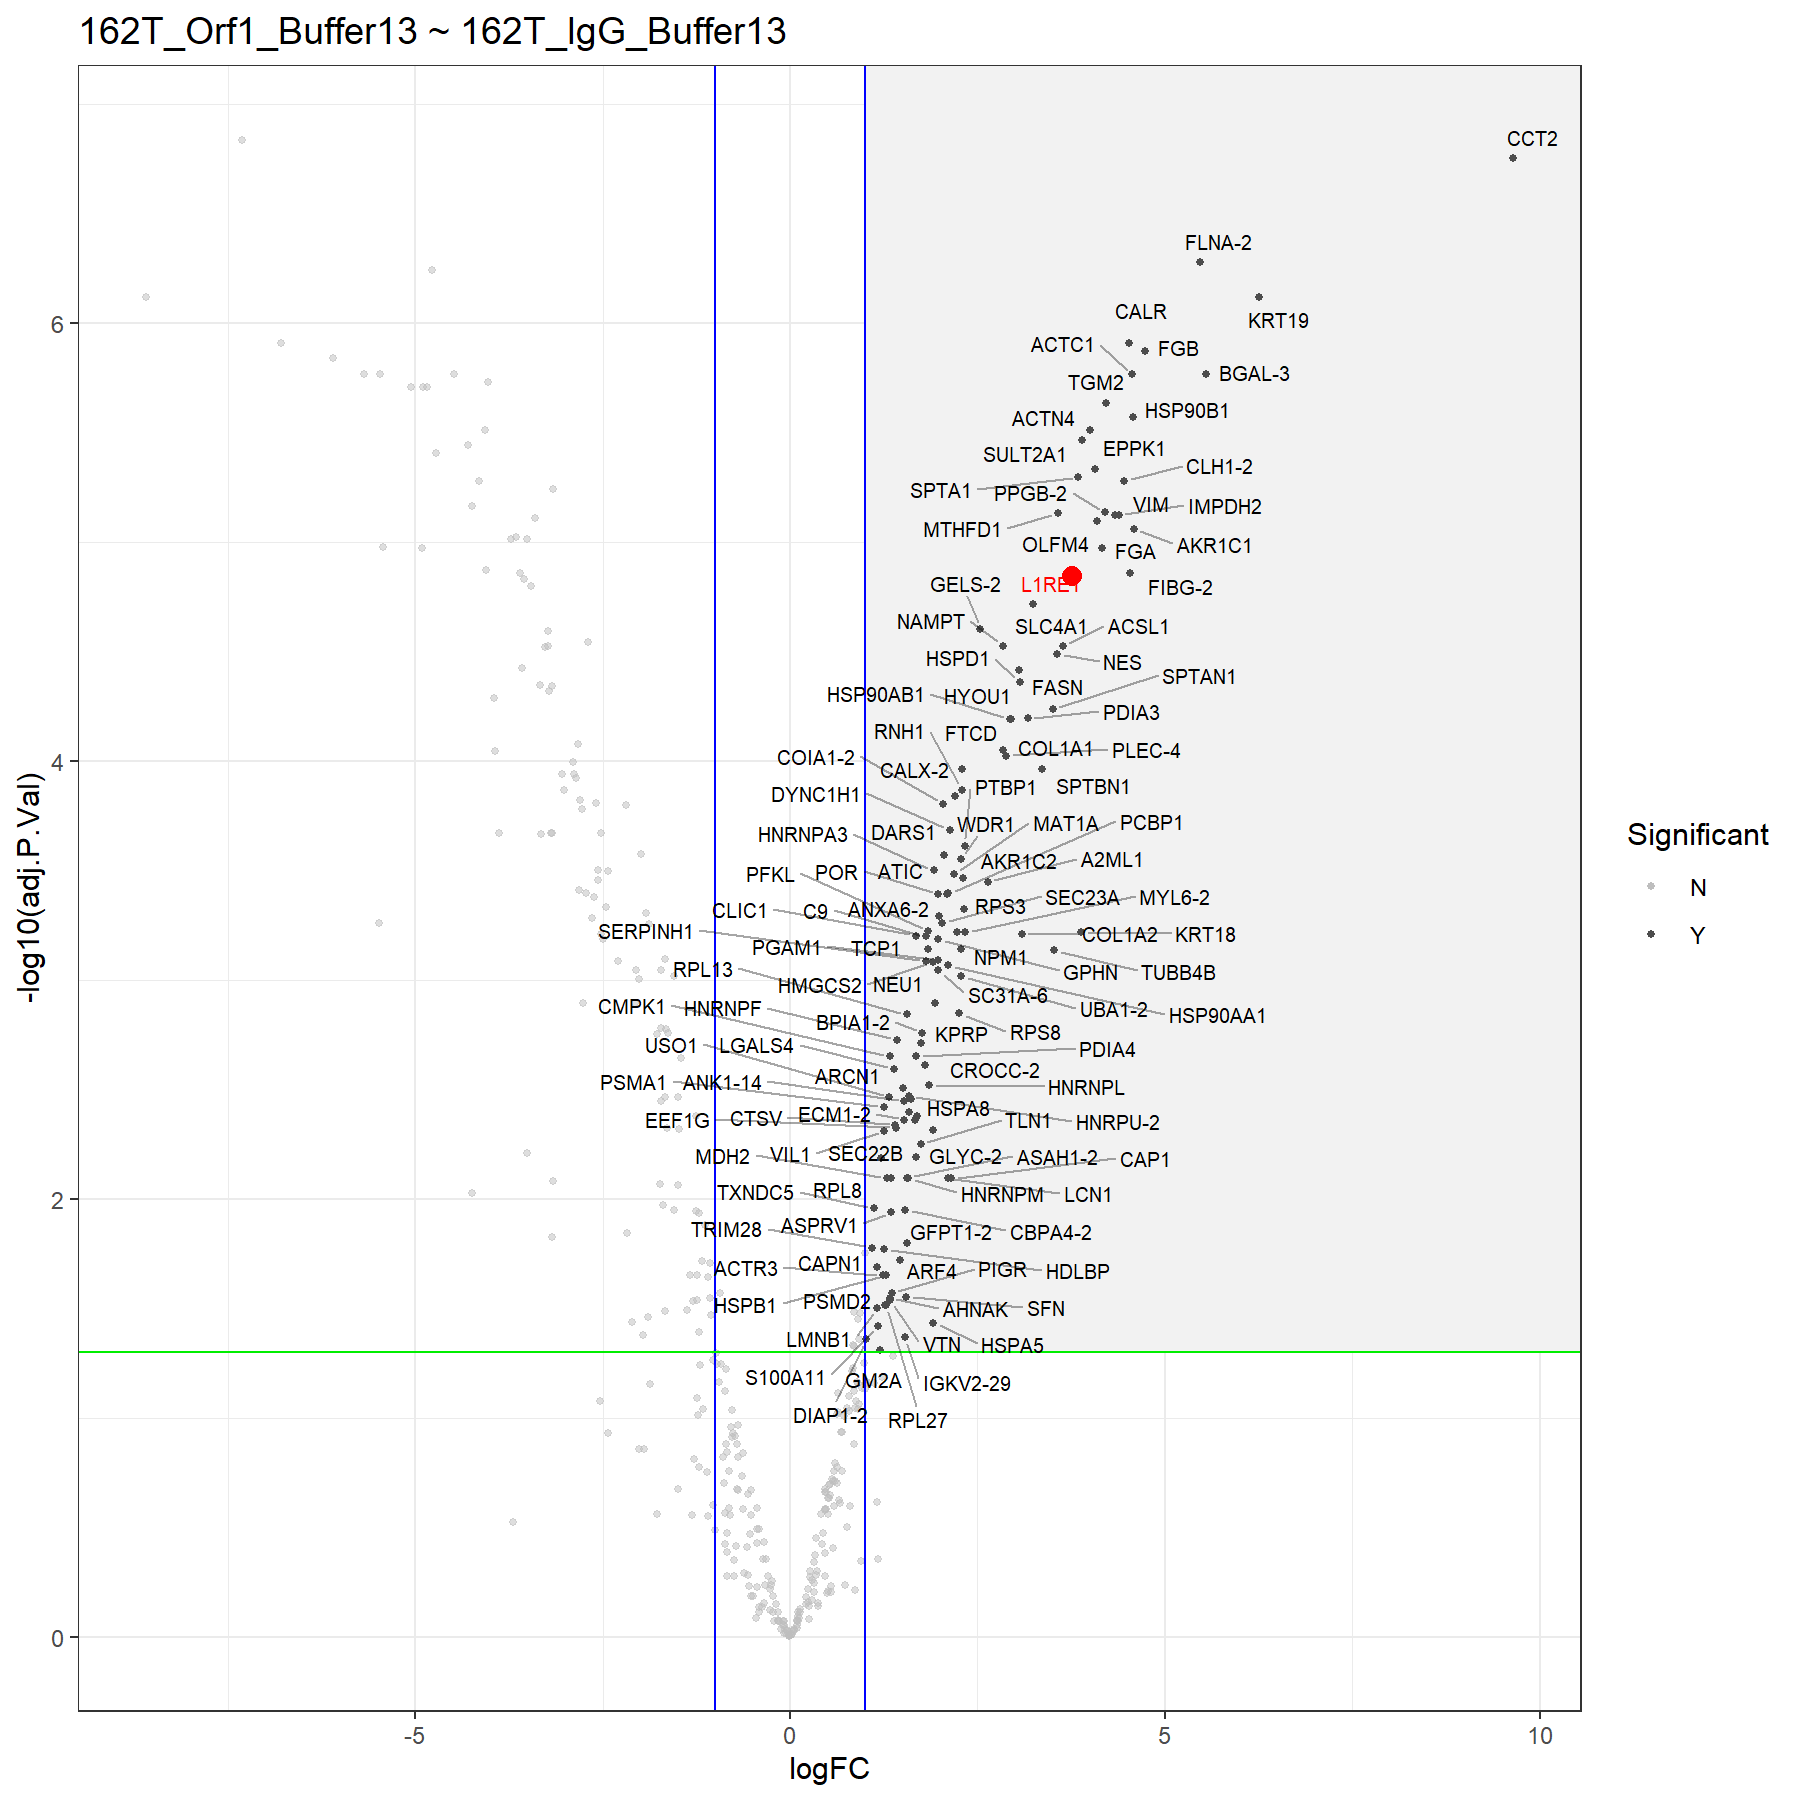 162T_Orf1_Buffer13 ~ 162T_IgG_Buffer13
CCT2
FLNA-2
CALR
KRT19
ACTC1
FGB
BGAL-3
TGM2
HSP90B1
ACTN4
EPPK1
SULT2A1
CLH1-2
SPTA1
PPGB-2
VIM
IMPDH2
MTHFD1
OLFM4
FGA
AKR1C1
L1RE1
GELS-2
FIBG-2
NAMPT
SLC4A1
ACSL1
HSPD1
NES
FASN
SPTAN1
HSP90AB1
HYOU1
PDIA3
RNH1
FTCD
COL1A1
PLEC-4
COIA1-2
CALX-2
PTBP1
SPTBN1
DYNC1H1
HNRNPA3
DARS1
WDR1
MAT1A
PCBP1
PFKL
POR
ATIC
AKR1C2
A2ML1
CLIC1
C9
ANXA6-2
RPS3
SEC23A
MYL6-2
SERPINH1
PGAM1
TCP1
COL1A2
KRT18
RPL13
NPM1
GPHN
TUBB4B
HMGCS2
NEU1
SC31A-6
CMPK1
HNRNPF
UBA1-2
HSP90AA1
BPIA1-2
KPRP
RPS8
USO1
LGALS4
PDIA4
PSMA1
ANK1-14
ARCN1
CROCC-2
HNRNPL
EEF1G
CTSV
ECM1-2
HSPA8
TLN1
HNRPU-2
MDH2
VIL1
SEC22B
GLYC-2
ASAH1-2
CAP1
TXNDC5
RPL8
HNRNPM
LCN1
TRIM28
ASPRV1
GFPT1-2
CBPA4-2
ACTR3
CAPN1
ARF4
PIGR
HDLBP
HSPB1
PSMD2
AHNAK
SFN
LMNB1
VTN
HSPA5
S100A11
GM2A
IGKV2-29
DIAP1-2
RPL27
6
4
2
0
-5
0
5
10
logFC
-log10(adj.P.Val)
Significant
N
Y